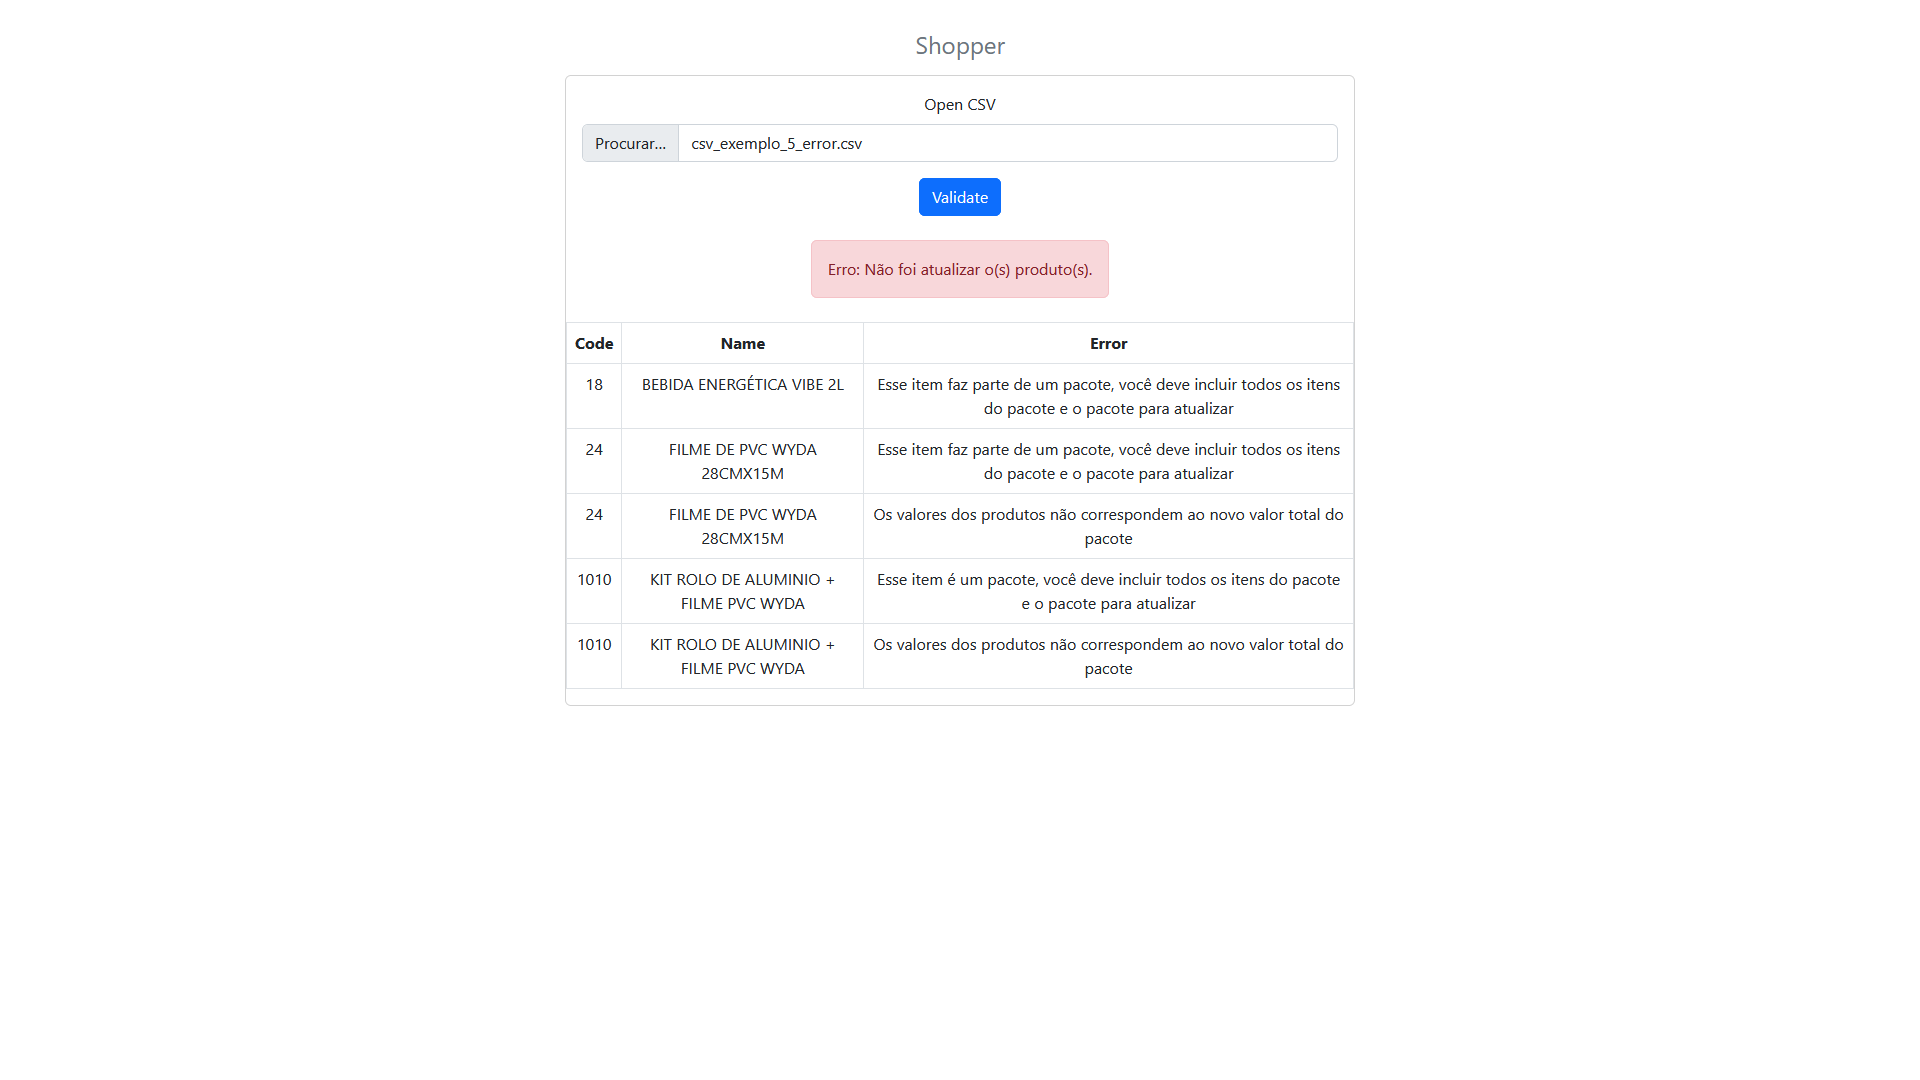 Shopper
Open CSV
Procurar... csv_exemplo_5_error.csv
Validate
Erro: Não foi atualizar o(s) produto(s).
Code Name Error
18 BEBIDA ENERGÉTICA VIBE 2L Esse item faz parte de um pacote, você deve incluir todos os itens
do pacote e o pacote para atualizar
24 FILME DE PVC WYDA Esse item faz parte de um pacote, você deve incluir todos os itens
28CMX15M do pacote e o pacote para atualizar
24 FILME DE PVC WYDA Os valores dos produtos não correspondem ao novo valor total do
28CMX15M pacote
1010 KIT ROLO DE ALUMINIO + Esse item é um pacote, você deve incluir todos os itens do pacote
FILME PVC WYDA e o pacote para atualizar
1010 KIT ROLO DE ALUMINIO + Os valores dos produtos não correspondem ao novo valor total do
FILME PVC WYDA pacote